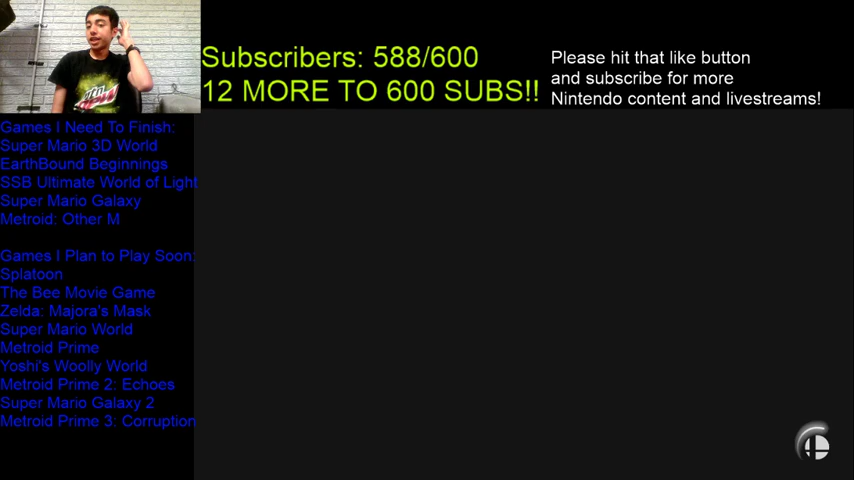 Subscribers: 588/600
12 MORE TO 600 SUBS!!
Please hit that like button
and subscribe for more
Nintendo content and livestreams!
Games I Need To Finish:
Super Mario 3D World
EarthBound Beginnings
SSB Ultimate World of Light
Super Mario Galaxy
Metroid: Other M
Games I Plan to Play Soon:
Splatoon
The Bee Movie Game
Zelda: Majora's Mask
Super Mario World
Metroid Prime
Yoshi's Woolly World
Metroid Prime 2: Echoes
Super Mario Galaxy 2
Metroid Prime 3: Corruption